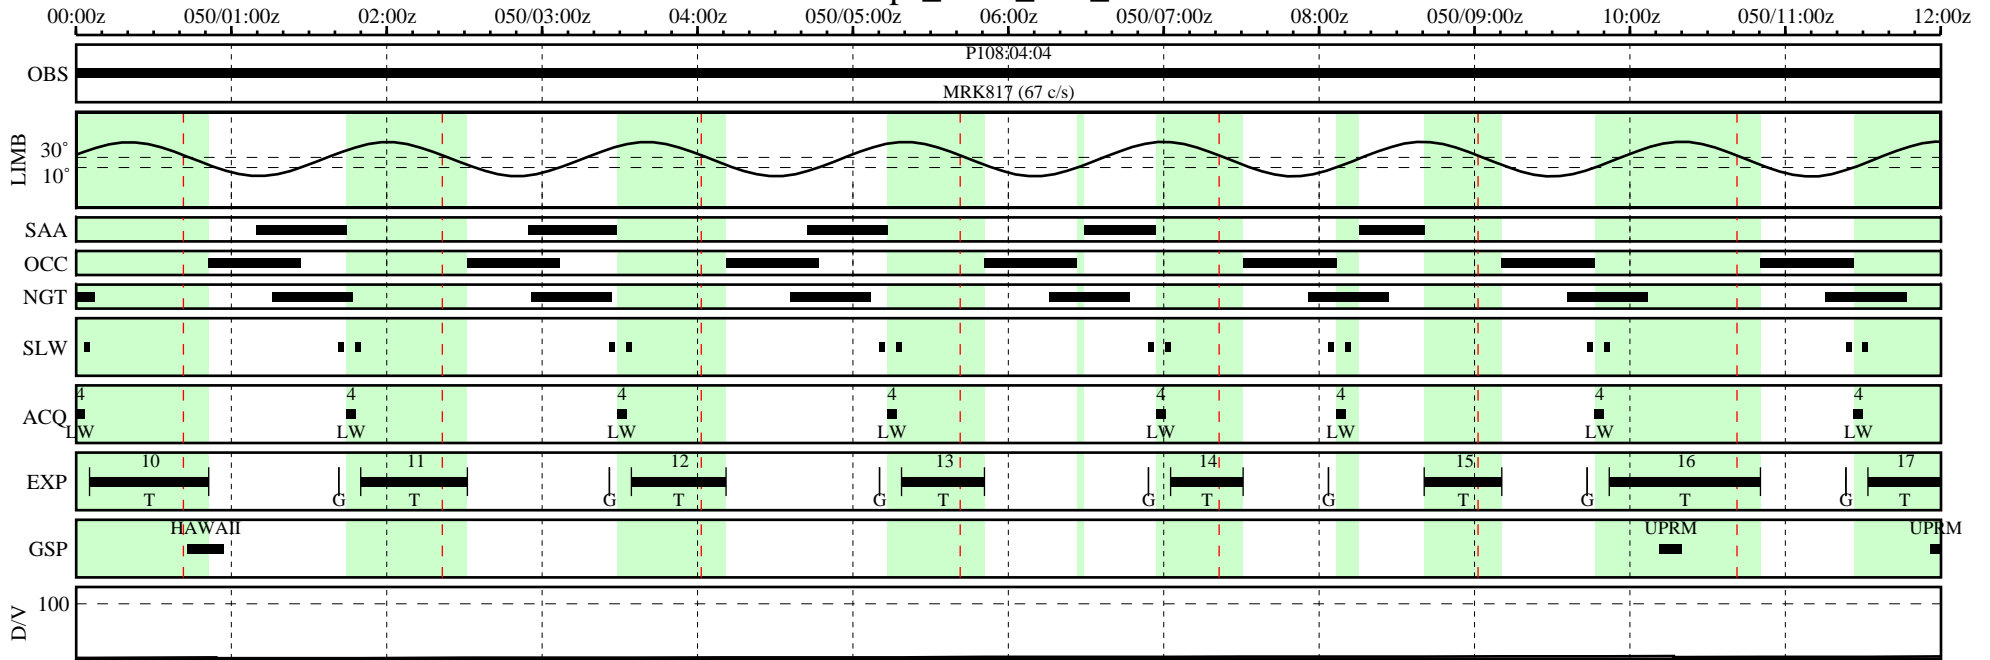 00:00z 050/01:00z 02:00z 050/03:00z 04:00z 050/05:00z 06:00z 050/07:00z 08:00z 050/09:00z 10:00z 050/11:00z 12:00z
P108:04:04
OBS
MRK817 (67 c/s)
LIMB
30°
10°
SAA
OCC
NGT
SLW
4 4 4 4 4 4 4 4
ACQ
LW LW LW LW LW LW LW LW
10 11 12 13 14 15 16 17
EXP
T G T G T G T G T G T G T G T
HAWAII UPRM UPRM
GSP
100
D/V